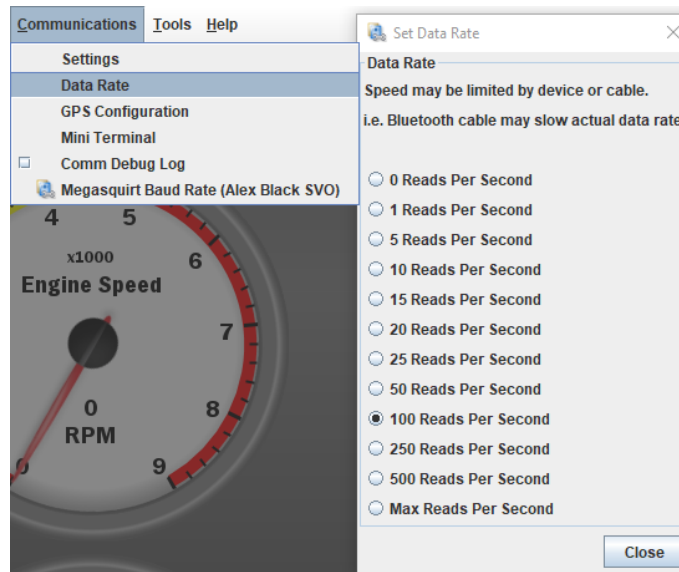 Communications Tools Help
Settings
Data Rate
GPS Configuration
Mini Terminal
Comm Debug Log
Megasquirt Baud Rate (Alex Black SVO)
4 5
x1000
6
Engine Speed
7
0
8
RPM
0
9
Set Data Rate
Data Rate
Speed may be limited by device or cable.
i.e. Bluetooth cable may slow actual data rate
0 Reads Per Second
1 Reads Per Second
5 Reads Per Second
10 Reads Per Second
15 Reads Per Second
20 Reads Per Second
25 Reads Per Second
50 Reads Per Second
100 Reads Per Second
250 Reads Per Second
500 Reads Per Second
Max Reads Per Second
Close